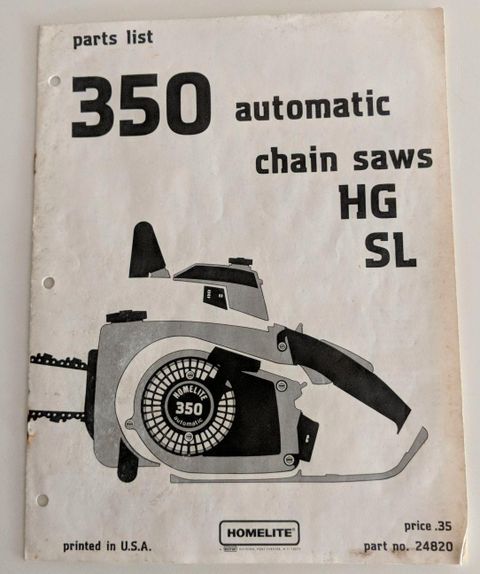 parts list
350 automatic
chain saws
HG
SL
HOMELITE
350
automatic
HOMELITE®
price .35
printed in U.S.A.
part no. 24820